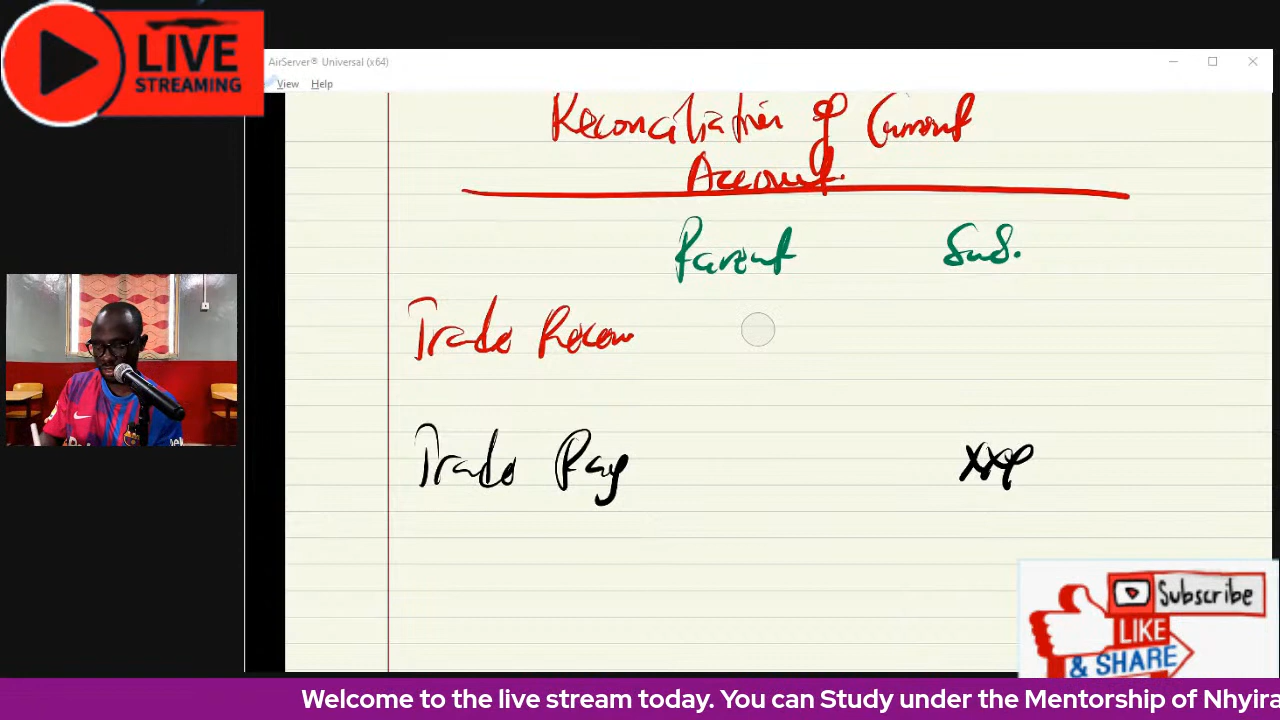 LIVE
STREAMING
AirServer® Universal (x64)
View Help
Reconciliation of Current
Account.
Parent Sub.
Trade Receiv
Trade Pay xxx
Subscribe
LIKE
& SHARE
Welcome to the live stream today. You can Study under the Mentorship of Nhyira